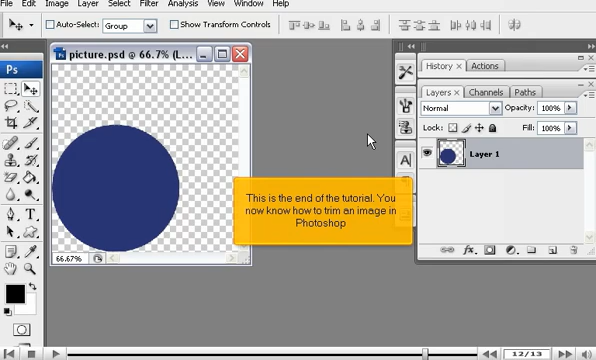 File Edit Image Layer Select Filter Analysis View Window Help
Auto-Select: Group Show Transform Controls
Ps
picture.psd @ 66.7% (L...
66.67%
This is the end of the tutorial. You
now know how to trim an image in
Photoshop
History × Actions
Layers × Channels Paths
Normal Opacity: 100%
Lock: Fill: 100%
Layer 1
fx
12/13